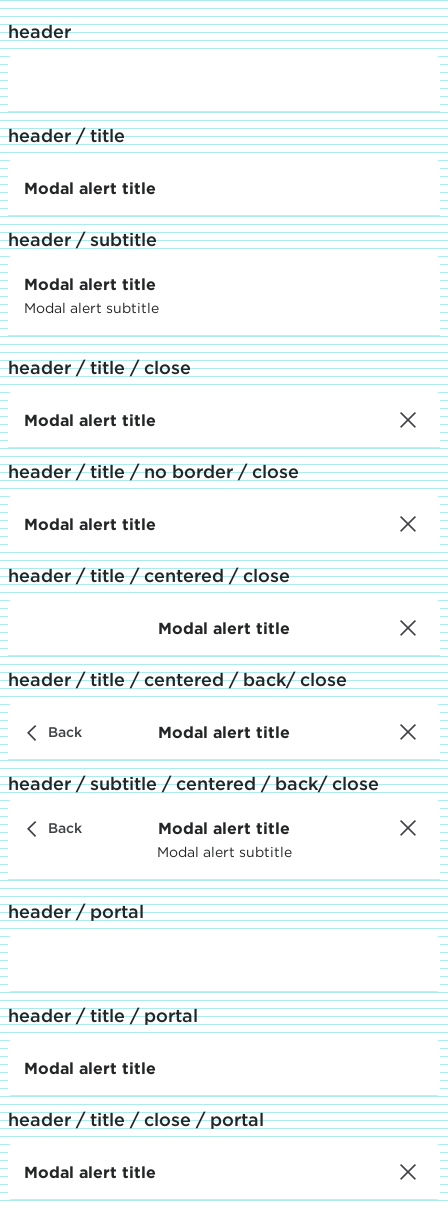 header
header / title
Modal alert title
header / subtitle
Modal alert title
Modal alert subtitle
header / title / close
Modal alert title
header / title / no border / close
Modal alert title
header / title / centered / close
Modal alert title
header / title / centered / back/ close
Back Modal alert title
header / subtitle / centered / back/ close
Back Modal alert title
Modal alert subtitle
header / portal
header / title / portal
Modal alert title
header / title / close / portal
Modal alert title